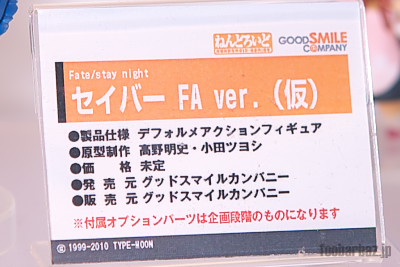 ねんどろいど
NENDOROID SERIES
GOOD SMILE
COMPANY
Fate/stay night
セイバー FA ver.（仮）
●製品仕様 デフォルメアクションフィギュア
●原型制作 高野明史・小田ツヨシ
●価　　格 未定
●発 売 元 グッドスマイルカンパニー
●販 売 元 グッドスマイルカンパニー
※付属オプションパーツは企画段階のものになります
© 1999-2010 TYPE-MOON
Toobarbaz.jp